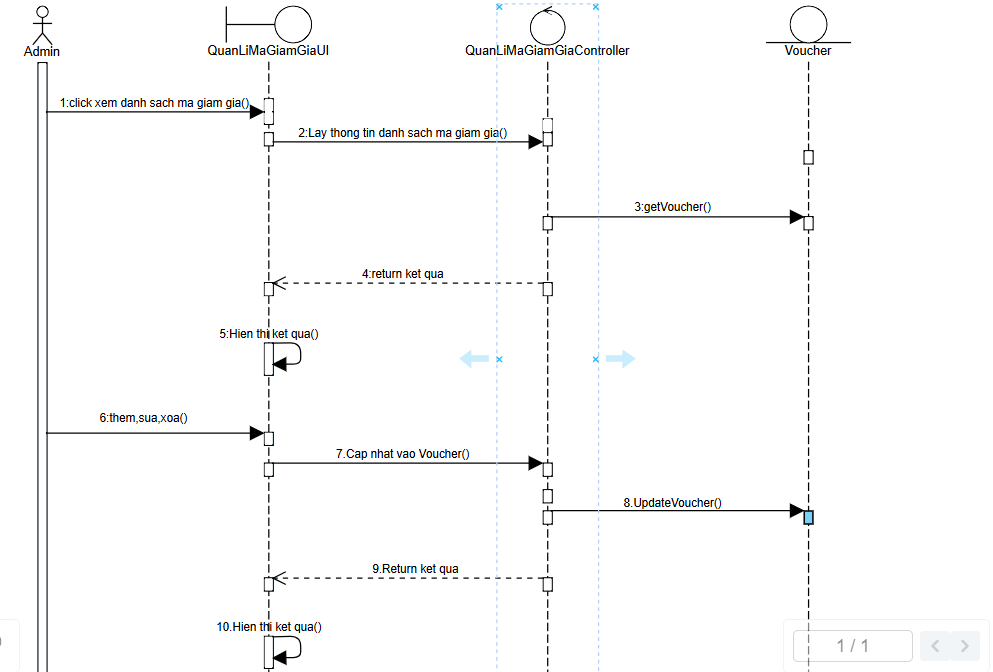 Admin
QuanLiMaGiamGiaUI
QuanLiMaGiamGiaController
Voucher
1:click xem danh sach ma giam gia()
2:Lay thong tin danh sach ma giam gia()
3:getVoucher()
4:return ket qua
5:Hien thi ket qua()
6:them,sua,xoa()
7.Cap nhat vao Voucher()
8.UpdateVoucher()
9.Return ket qua
10.Hien thi ket qua()
1 / 1